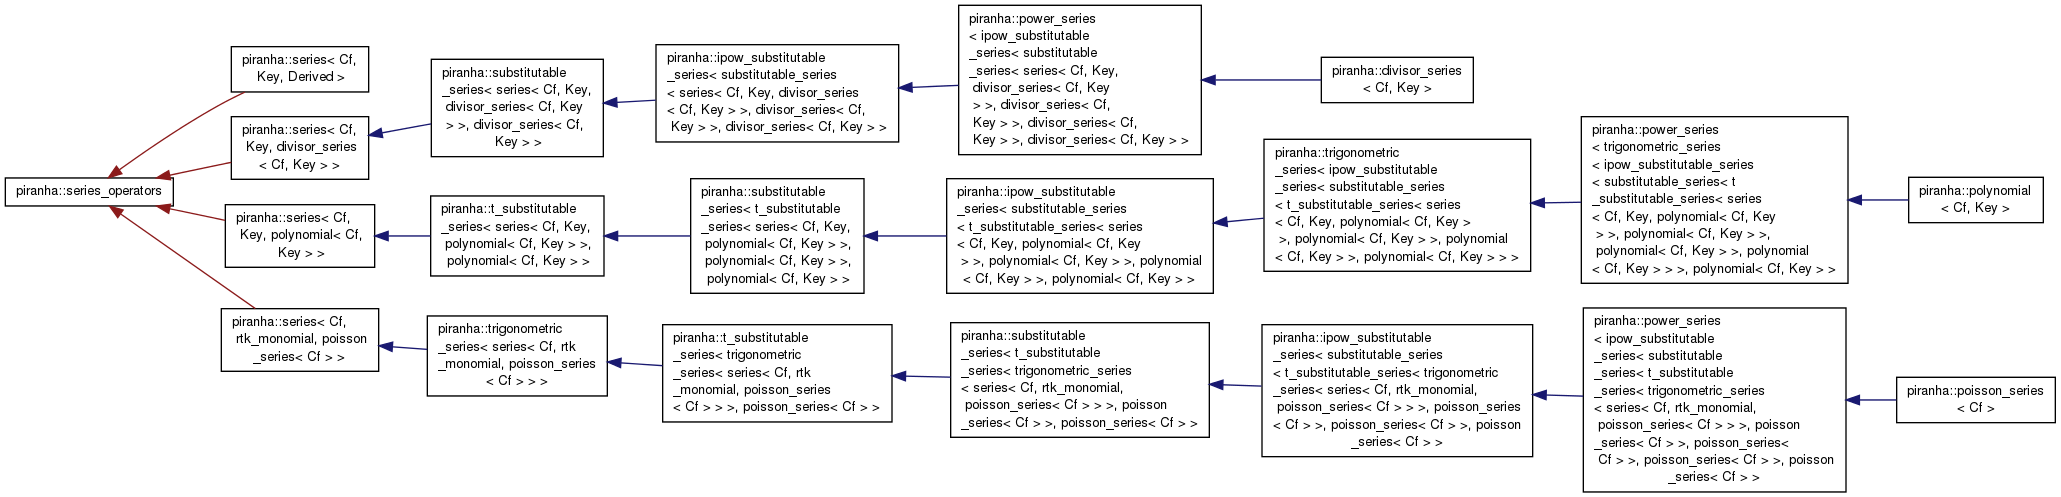 piranha::series_operators
piranha::series< Cf,
Key, Derived >
piranha::series< Cf,
Key, divisor_series
< Cf, Key > >
piranha::substitutable
_series< series< Cf, Key,
divisor_series< Cf, Key
> >, divisor_series< Cf,
Key > >
piranha::ipow_substitutable
_series< substitutable_series
< series< Cf, Key, divisor_series
< Cf, Key > >, divisor_series< Cf,
Key > >, divisor_series< Cf, Key > >
piranha::power_series
< ipow_substitutable
_series< substitutable
_series< series< Cf, Key,
divisor_series< Cf, Key
> >, divisor_series< Cf,
Key > >, divisor_series< Cf,
Key > >, divisor_series< Cf, Key > >
piranha::divisor_series
< Cf, Key >
piranha::series< Cf,
Key, polynomial< Cf,
Key > >
piranha::t_substitutable
_series< series< Cf, Key,
polynomial< Cf, Key > >,
polynomial< Cf, Key > >
piranha::substitutable
_series< t_substitutable
_series< series< Cf, Key,
polynomial< Cf, Key > >,
polynomial< Cf, Key > >,
polynomial< Cf, Key > >
piranha::ipow_substitutable
_series< substitutable_series
< t_substitutable_series< series
< Cf, Key, polynomial< Cf, Key
> >, polynomial< Cf, Key > >, polynomial
< Cf, Key > >, polynomial< Cf, Key > >
piranha::trigonometric
_series< ipow_substitutable
_series< substitutable_series
< t_substitutable_series< series
< Cf, Key, polynomial< Cf, Key >
>, polynomial< Cf, Key > >, polynomial
< Cf, Key > >, polynomial< Cf, Key > > >
piranha::power_series
< trigonometric_series
< ipow_substitutable_series
< substitutable_series< t
_substitutable_series< series
< Cf, Key, polynomial< Cf, Key
> >, polynomial< Cf, Key > >,
polynomial< Cf, Key > >, polynomial
< Cf, Key > > >, polynomial< Cf, Key > >
piranha::polynomial
< Cf, Key >
piranha::series< Cf,
rtk_monomial, poisson
_series< Cf > >
piranha::trigonometric
_series< series< Cf, rtk
_monomial, poisson_series
< Cf > > >
piranha::t_substitutable
_series< trigonometric
_series< series< Cf, rtk
_monomial, poisson_series
< Cf > > >, poisson_series< Cf > >
piranha::substitutable
_series< t_substitutable
_series< trigonometric_series
< series< Cf, rtk_monomial,
poisson_series< Cf > > >, poisson
_series< Cf > >, poisson_series< Cf > >
piranha::ipow_substitutable
_series< substitutable_series
< t_substitutable_series< trigonometric
_series< series< Cf, rtk_monomial,
poisson_series< Cf > > >, poisson_series
< Cf > >, poisson_series< Cf > >, poisson
_series< Cf > >
piranha::power_series
< ipow_substitutable
_series< substitutable
_series< t_substitutable
_series< trigonometric_series
< series< Cf, rtk_monomial,
poisson_series< Cf > > >, poisson
_series< Cf > >, poisson_series<
Cf > >, poisson_series< Cf > >, poisson
_series< Cf > >
piranha::poisson_series
< Cf >